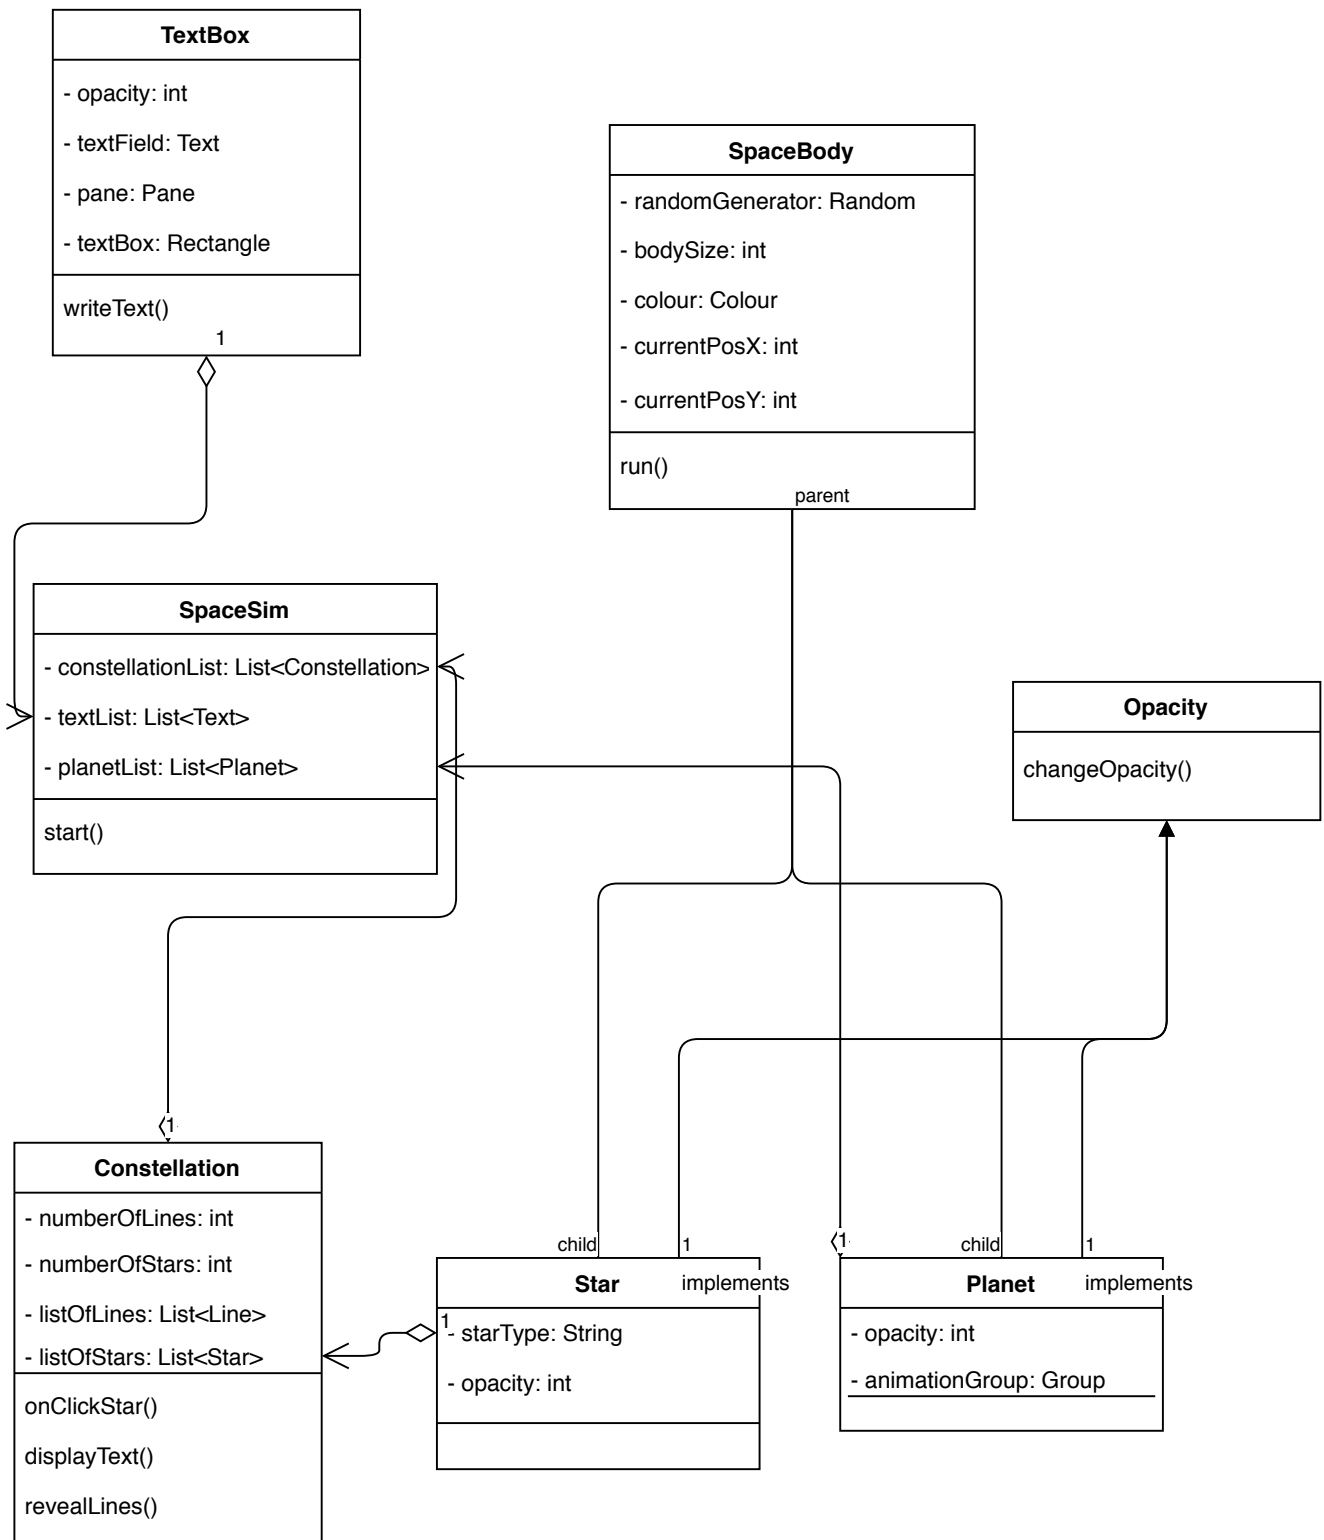 TextBox
- opacity: int
- textField: Text
- pane: Pane
- textBox: Rectangle
writeText()
1
SpaceBody
- randomGenerator: Random
- bodySize: int
- colour: Colour
- currentPosX: int
- currentPosY: int
run()
parent
SpaceSim
- constellationList: List<Constellation>
- textList: List<Text>
- planetList: List<Planet>
start()
Opacity
changeOpacity()
1
Constellation
- numberOfLines: int
- numberOfStars: int
- listOfLines: List<Line>
- listOfStars: List<Star>
onClickStar()
displayText()
revealLines()
child
1
Star
implements
1
- starType: String
- opacity: int
1
child
1
Planet
implements
- opacity: int
- animationGroup: Group